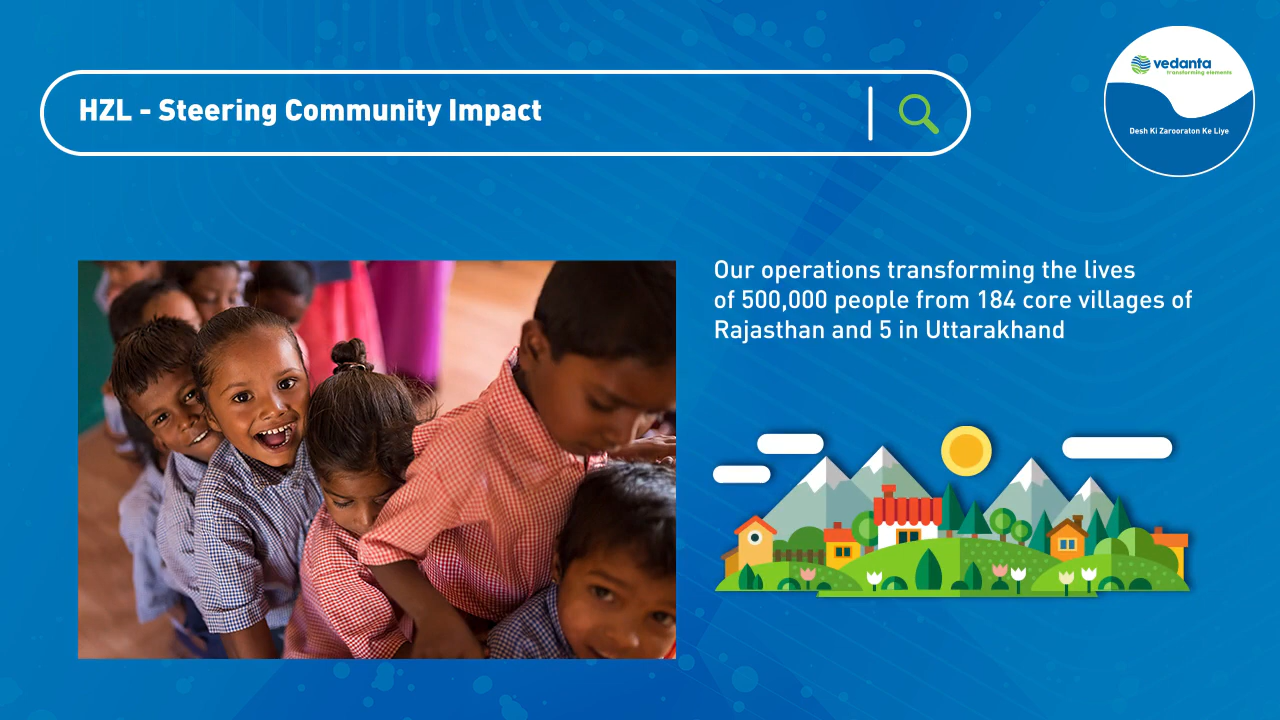 HZL - Steering Community Impact
vedanta
transforming elements
Desh Ki Zarooraton Ke Liye
Our operations transforming the lives
of 500,000 people from 184 core villages of
Rajasthan and 5 in Uttarakhand